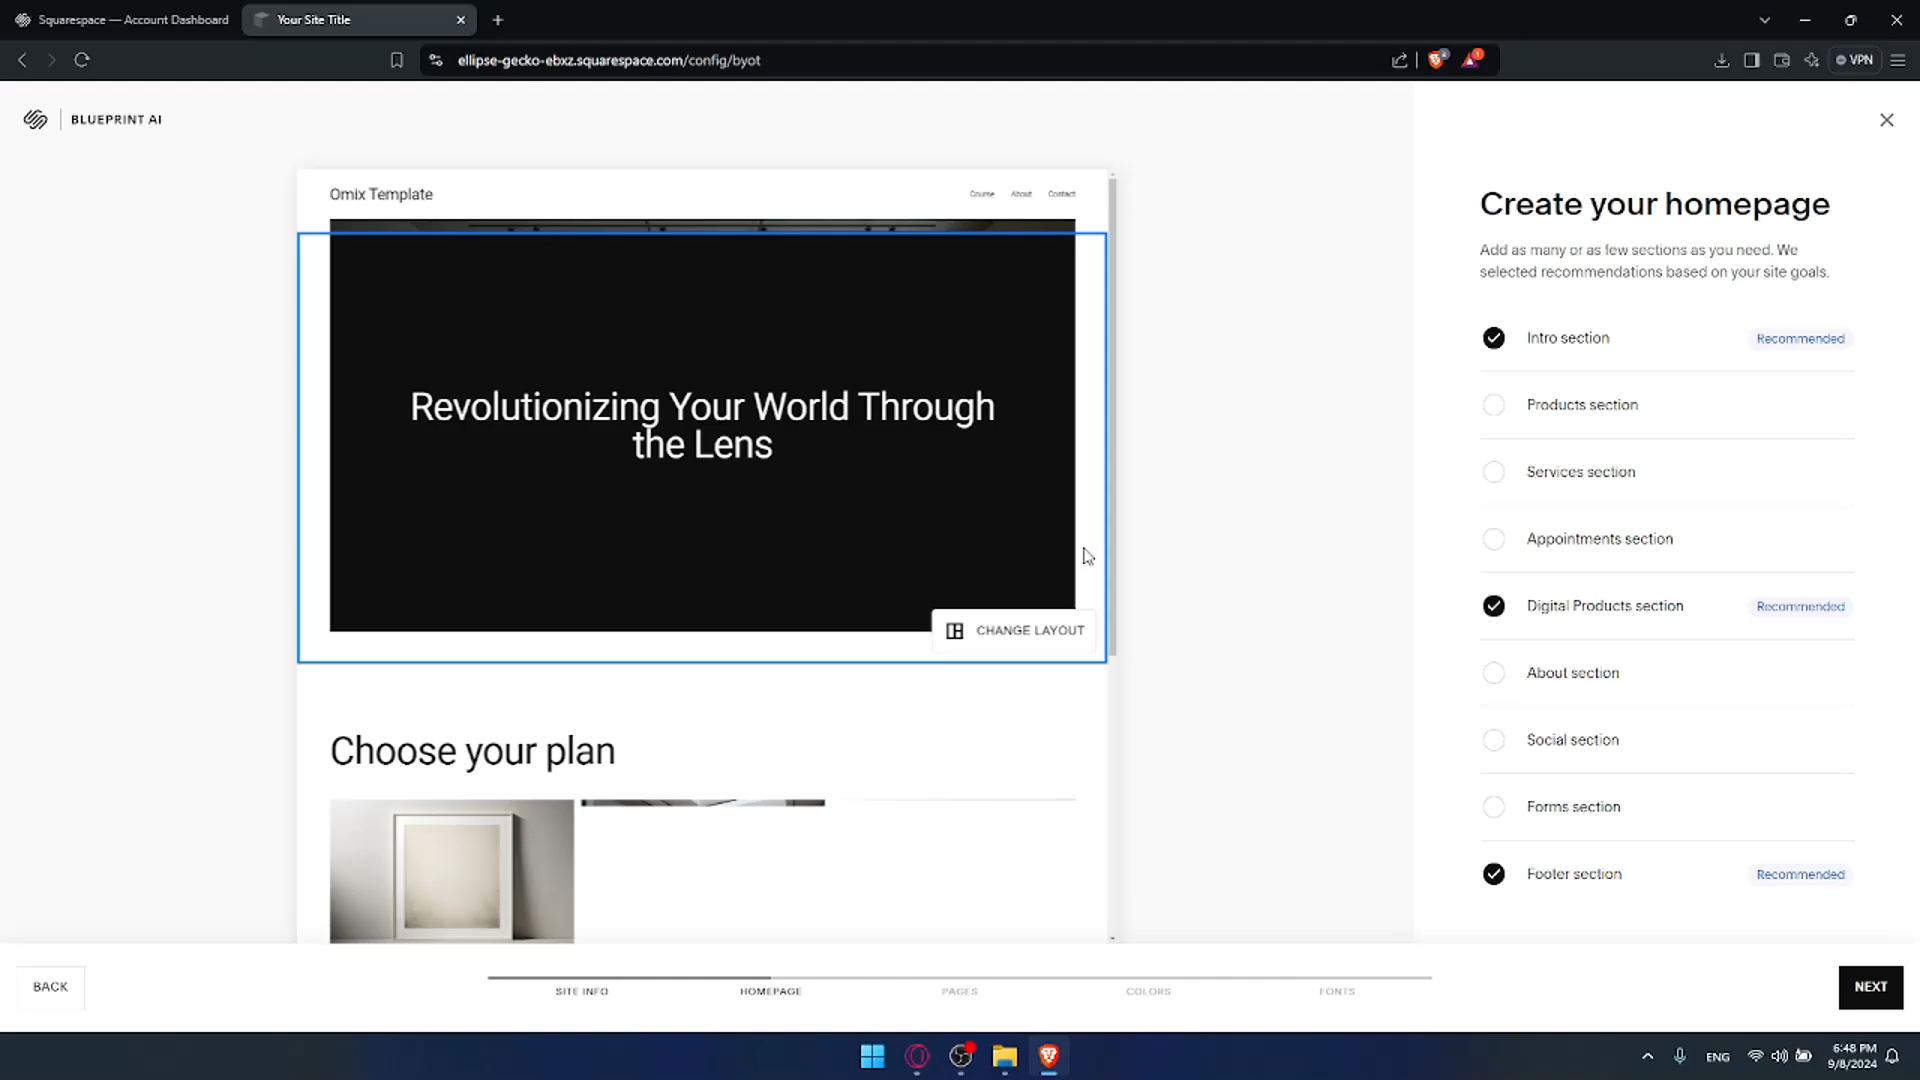 Squarespace — Account Dashboard
Your Site Title
ellipse-gecko-ebxz.squarespace.com/config/byot
4
1
VPN
BLUEPRINT AI
Omix Template
Course
About
Contact
Revolutionizing Your World Through
the Lens
CHANGE LAYOUT
Choose your plan
Create your homepage
Add as many or as few sections as you need. We
selected recommendations based on your site goals.
Intro section
Recommended
Products section
Services section
Appointments section
Digital Products section
Recommended
About section
Social section
Forms section
Footer section
Recommended
BACK
SITE INFO
HOMEPAGE
PAGES
COLORS
FONTS
NEXT
ENG
6:48 PM
9/8/2024